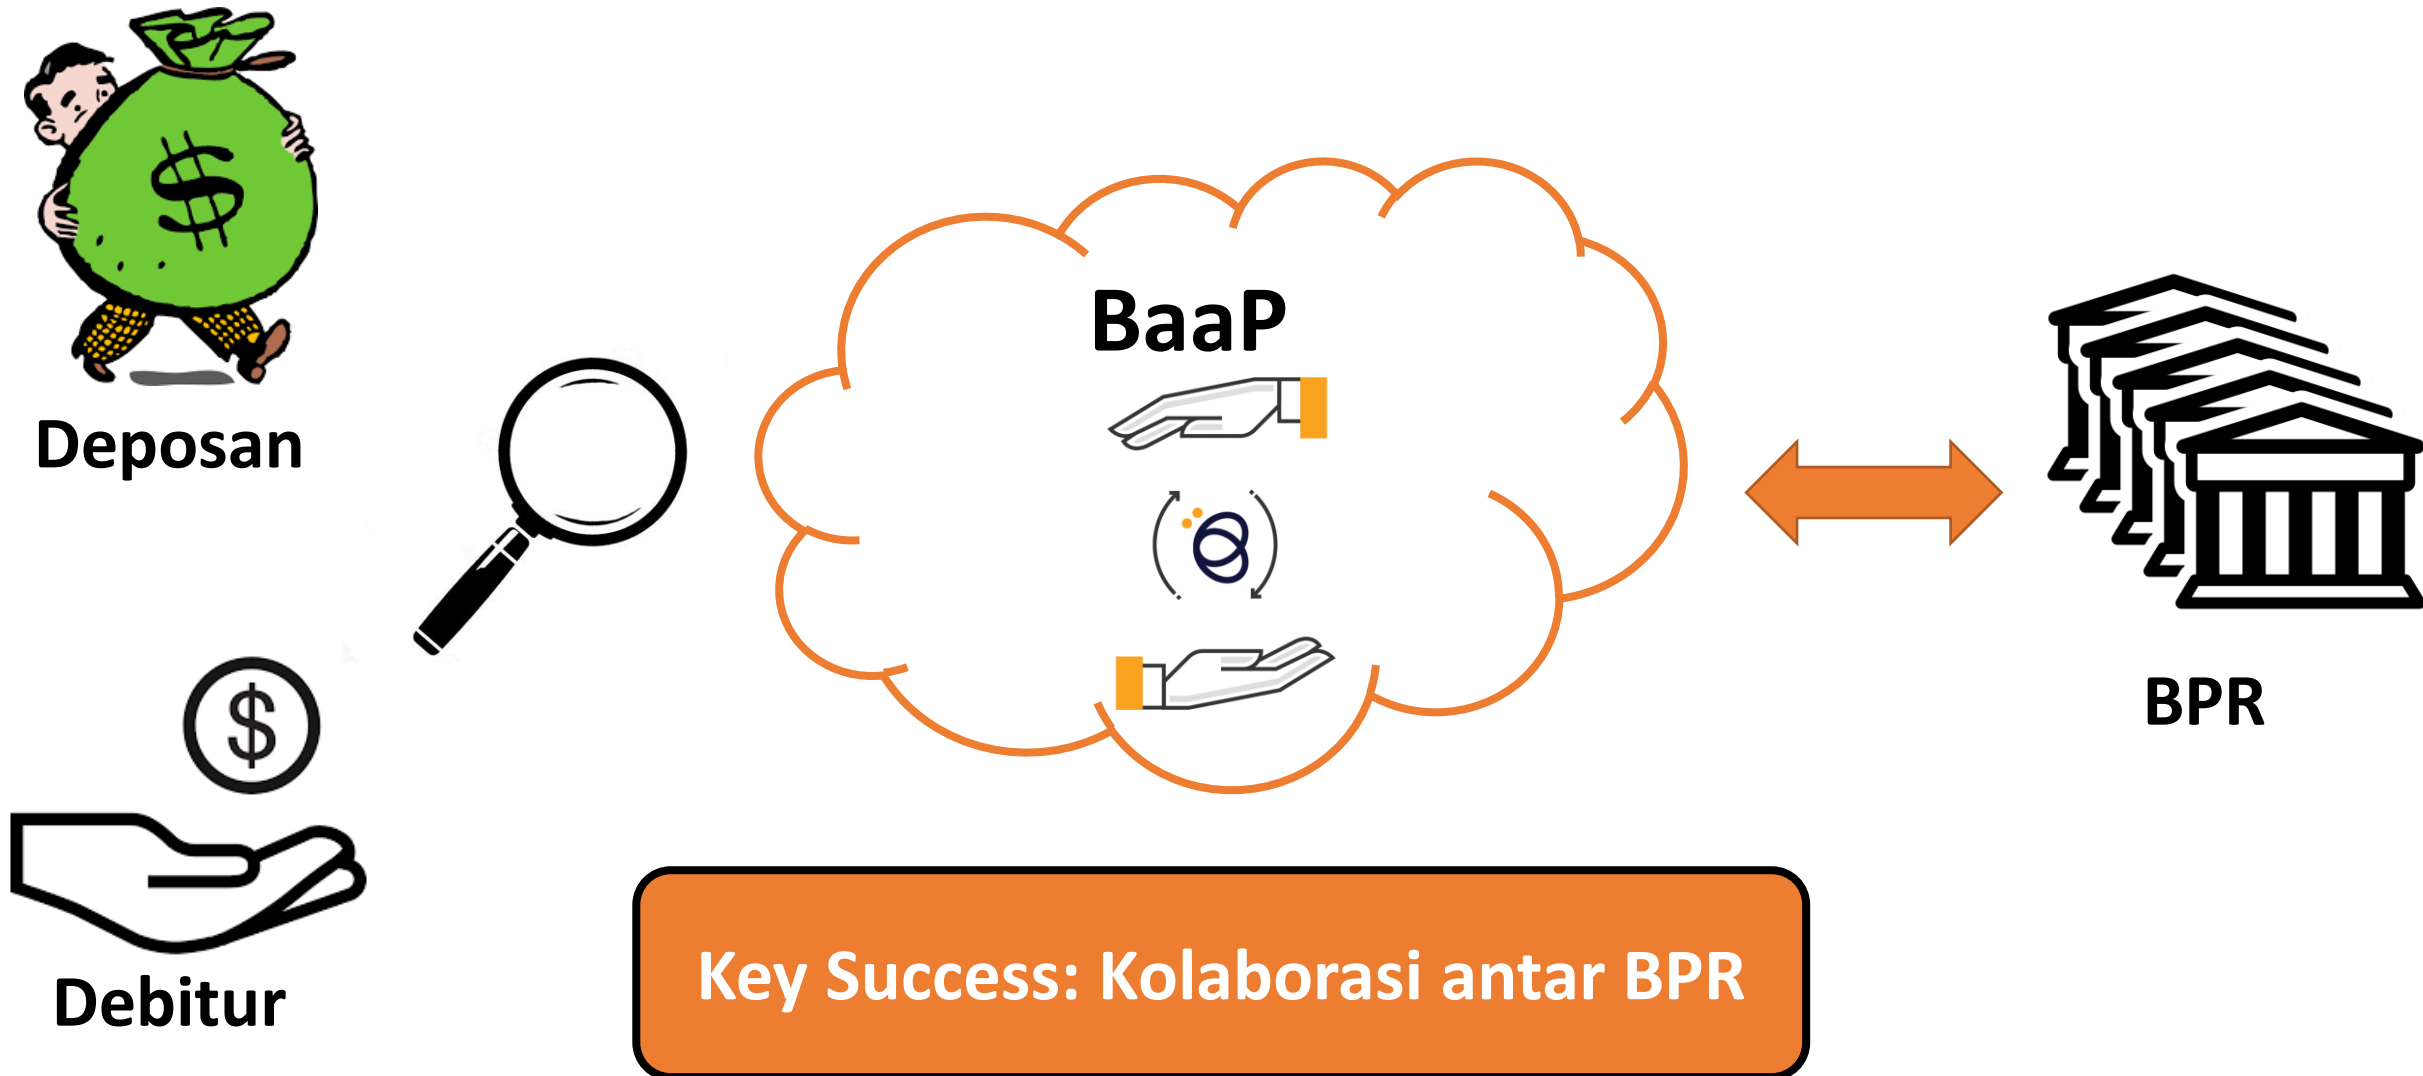 BaaP
Deposan
BPR
Debitur
Key Success: Kolaborasi antar BPR